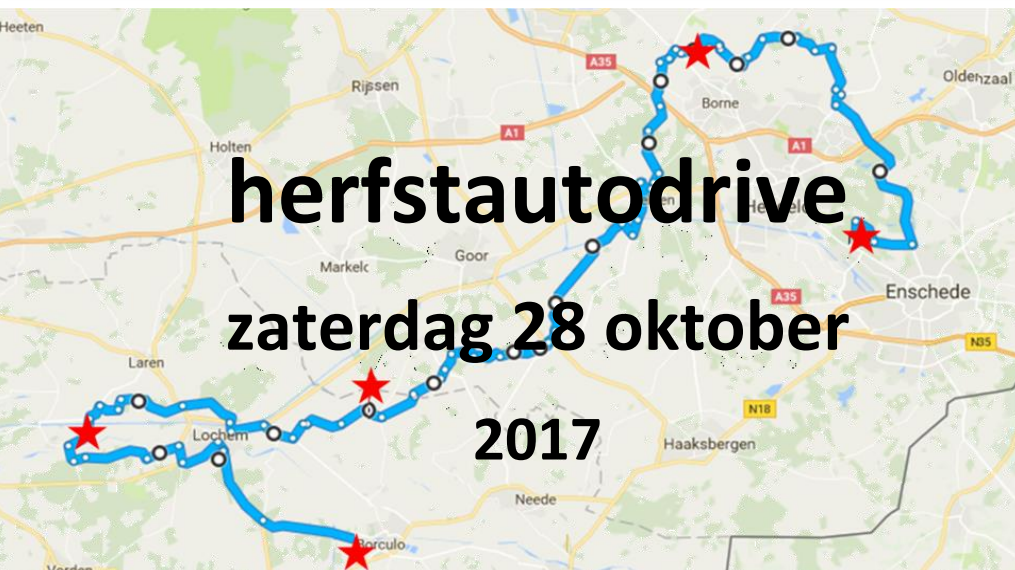 Heeten
A35
Oldenzaal
Rijssen
Borne
A1
A1
Holten
herfstautodrive
Goor
Markelo
Enschede
A35
zaterdag 28 oktober
N35
Laren
N18
2017
Lochem
Haaksbergen
Neede
Borculo